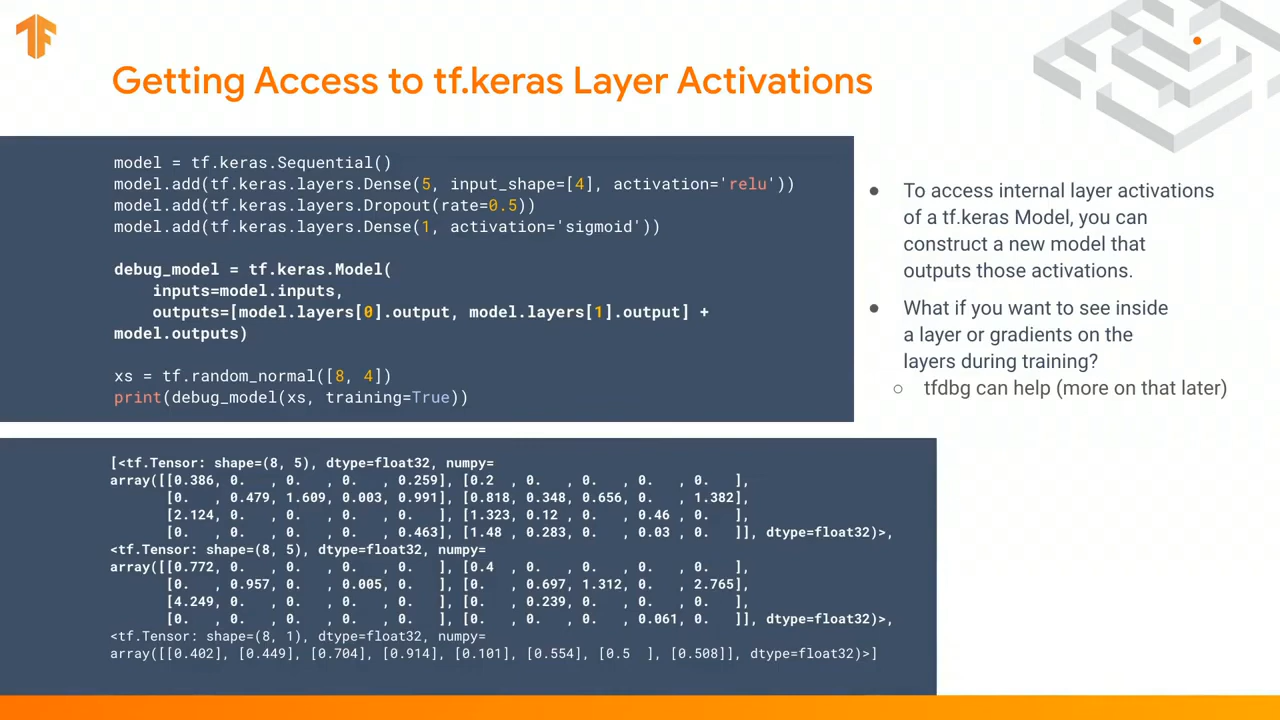 Getting Access to tf.keras Layer Activations
model = tf.keras.Sequential()
model.add(tf.keras.layers.Dense(5, input_shape=[4], activation='relu'))
model.add(tf.keras.layers.Dropout(rate=0.5))
model.add(tf.keras.layers.Dense(1, activation='sigmoid'))
debug_model = tf.keras.Model(
    inputs=model.inputs,
    outputs=[model.layers[0].output, model.layers[1].output] +
model.outputs)
xs = tf.random_normal([8, 4])
print(debug_model(xs, training=True))
● To access internal layer activations
of a tf.keras Model, you can
construct a new model that
outputs those activations.
● What if you want to see inside
a layer or gradients on the
layers during training?
○ tfdbg can help (more on that later)
[<tf.Tensor: shape=(8, 5), dtype=float32, numpy=
array([[0.386, 0.   , 0.   , 0.   , 0.259], [0.2  , 0.   , 0.   , 0.   , 0.   ],
       [0.   , 0.479, 1.609, 0.003, 0.991], [0.818, 0.348, 0.656, 0.   , 1.382],
       [2.124, 0.   , 0.   , 0.   , 0.   ], [1.323, 0.12 , 0.   , 0.46 , 0.   ],
       [0.   , 0.   , 0.   , 0.   , 0.463], [1.48 , 0.283, 0.   , 0.03 , 0.   ]], dtype=float32)>,
<tf.Tensor: shape=(8, 5), dtype=float32, numpy=
array([[0.772, 0.   , 0.   , 0.   , 0.   ], [0.4  , 0.   , 0.   , 0.   , 0.   ],
       [0.   , 0.957, 0.   , 0.005, 0.   ], [0.   , 0.697, 1.312, 0.   , 2.765],
       [4.249, 0.   , 0.   , 0.   , 0.   ], [0.   , 0.239, 0.   , 0.   , 0.   ],
       [0.   , 0.   , 0.   , 0.   , 0.   ], [0.   , 0.   , 0.   , 0.061, 0.   ]], dtype=float32)>,
<tf.Tensor: shape=(8, 1), dtype=float32, numpy=
array([[0.402], [0.449], [0.704], [0.914], [0.101], [0.554], [0.5  ], [0.508]], dtype=float32)>]